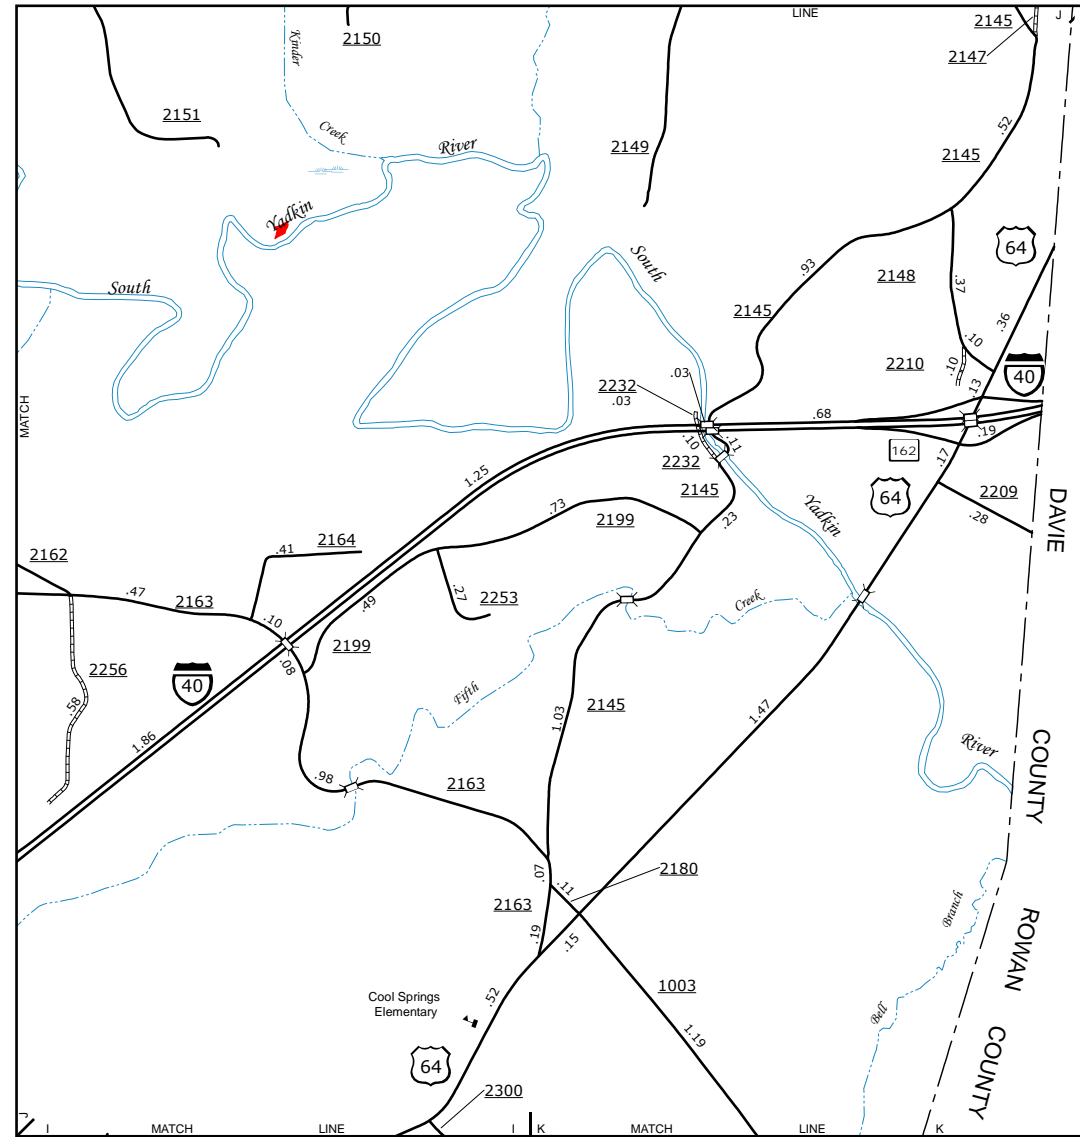 LINE
J
2145
2147
2150
Kinder
2151
Creek
River
2149
.52
2145
Yadkin
South
64
South
.93
2148
.37
2145
.36
.10
2210
.10
40
.03
2232
.03
.13
MATCH
.68
.19
.10
.11
162
.17
2232
1.25
2145
64
2209
.28
DAVIE
.73
2199
.23
Yadkin
2164
.41
2162
.47
2163
.49
.27
2253
Creek
.10
2199
.08
2256
40
.58
Fifth
2145
1.03
1.47
1.86
River
COUNTY
.98
2163
.07
.11
2180
2163
.19
.15
Branch
ROWAN
1003
.52
Cool Springs
Elementary
Bell
1.19
64
COUNTY
2300
J
I
MATCH
LINE
I
K
MATCH
LINE
K